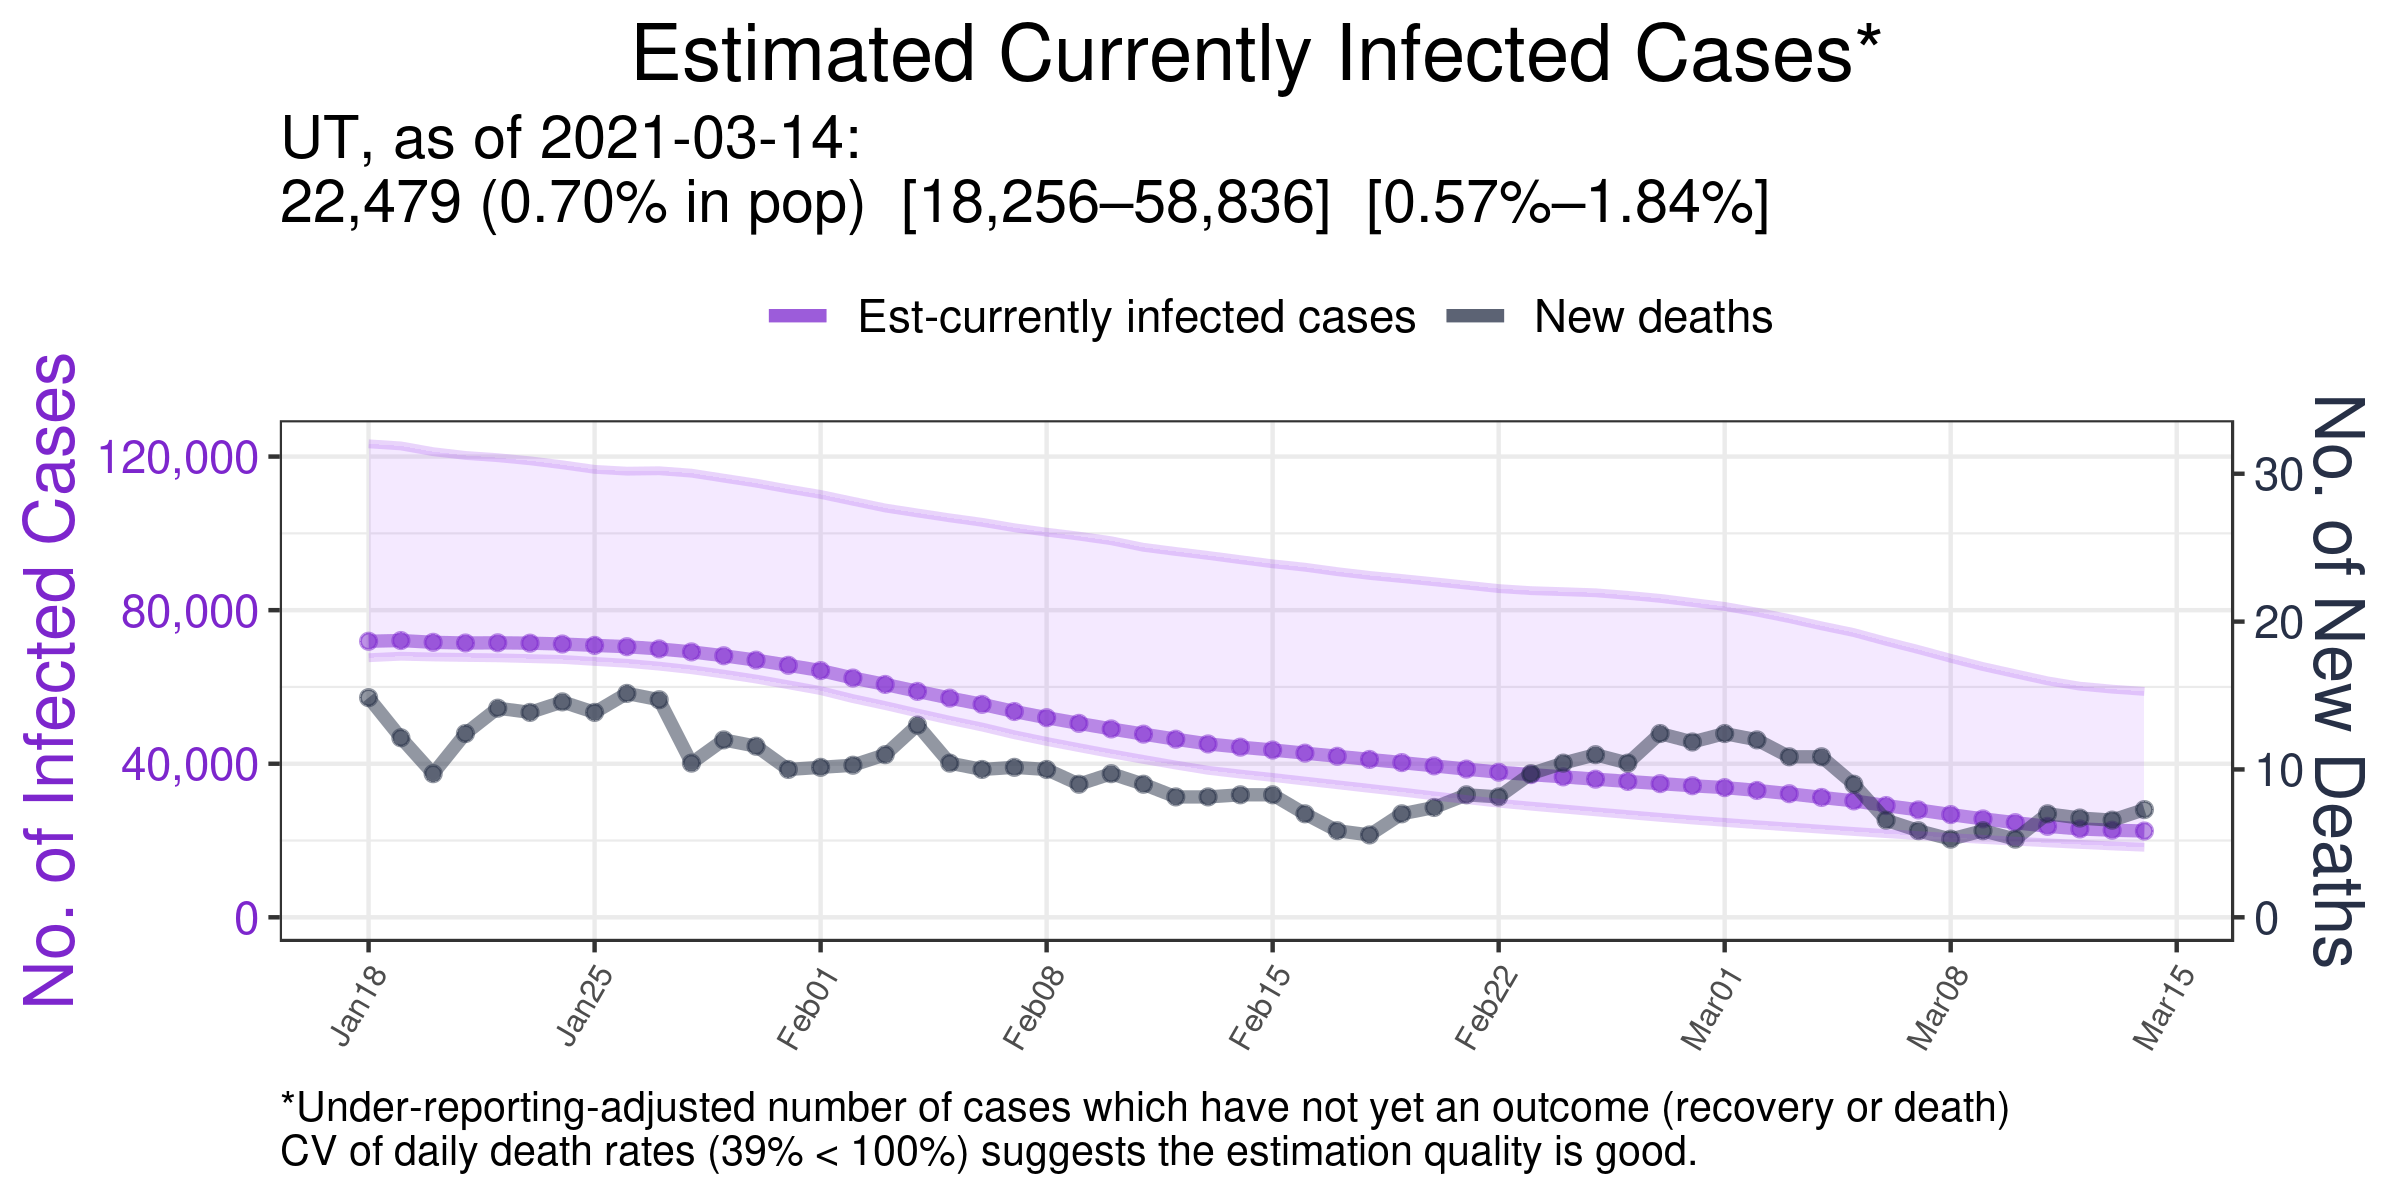 Estimated Currently Infected Cases*
UT, as of 2021-03-14:
22,479 (0.70% in pop)  [18,256–58,836]  [0.57%–1.84%]
Est-currently infected cases
New deaths
No. of Infected Cases
120,000
80,000
40,000
0
30
20
10
0
No. of New Deaths
Jan18
Jan25
Feb01
Feb08
Feb15
Feb22
Mar01
Mar08
Mar15
*Under-reporting-adjusted number of cases which have not yet an outcome (recovery or death)
CV of daily death rates (39% < 100%) suggests the estimation quality is good.